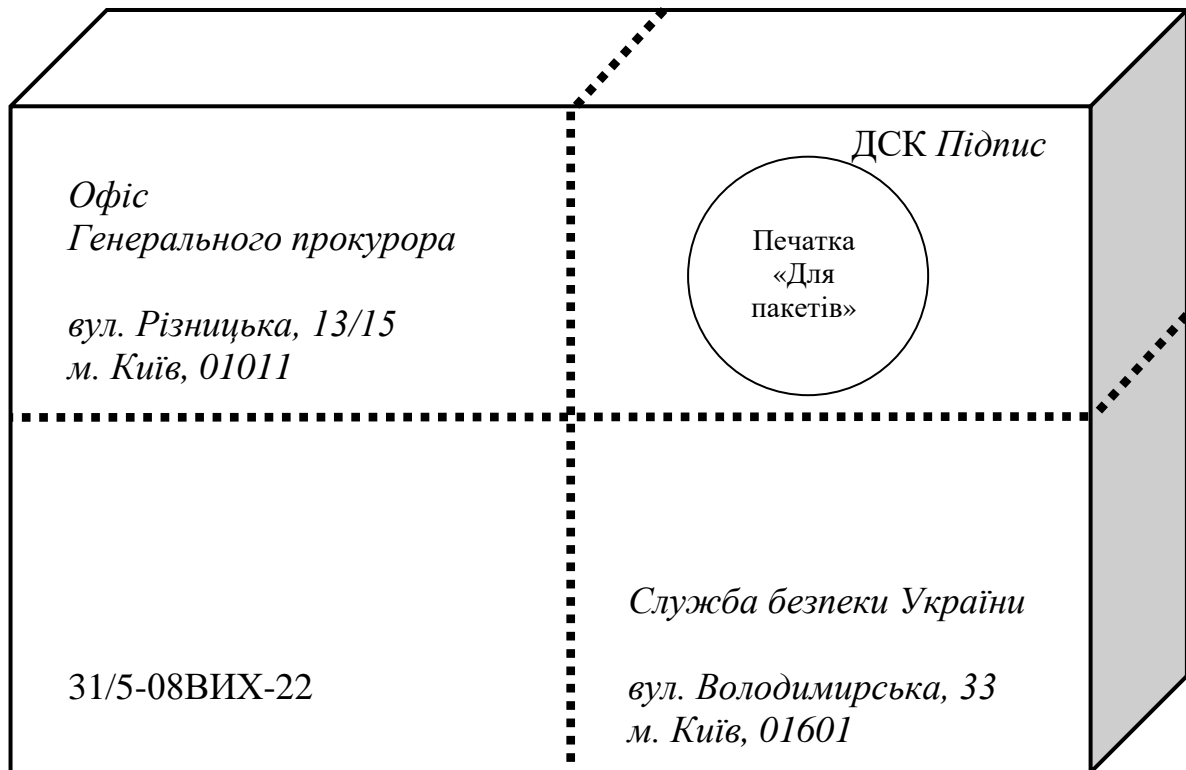 ДСК Підпис
Офіс
Генерального прокурора
вул. Різницька, 13/15
м. Київ, 01011
Печатка
«Для
пакетів»
31/5-08ВИХ-22
Служба безпеки України
вул. Володимирська, 33
м. Київ, 01601